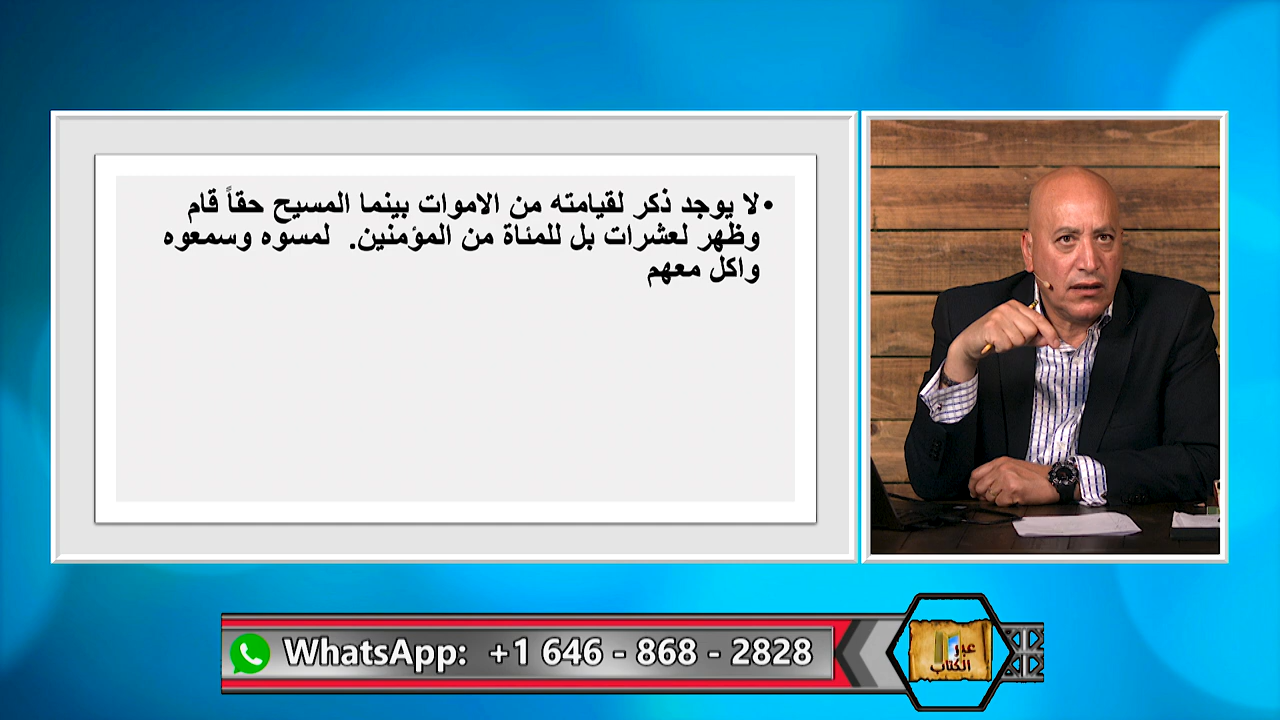 •لا يوجد ذكر لقيامته من الاموات بينما المسيح حقاً قام
وظهر لعشرات بل للمئاة من المؤمنين. لمسوه وسمعوه
واكل معهم
WhatsApp: +1 646 - 868 - 2828
عبر
الكتاب